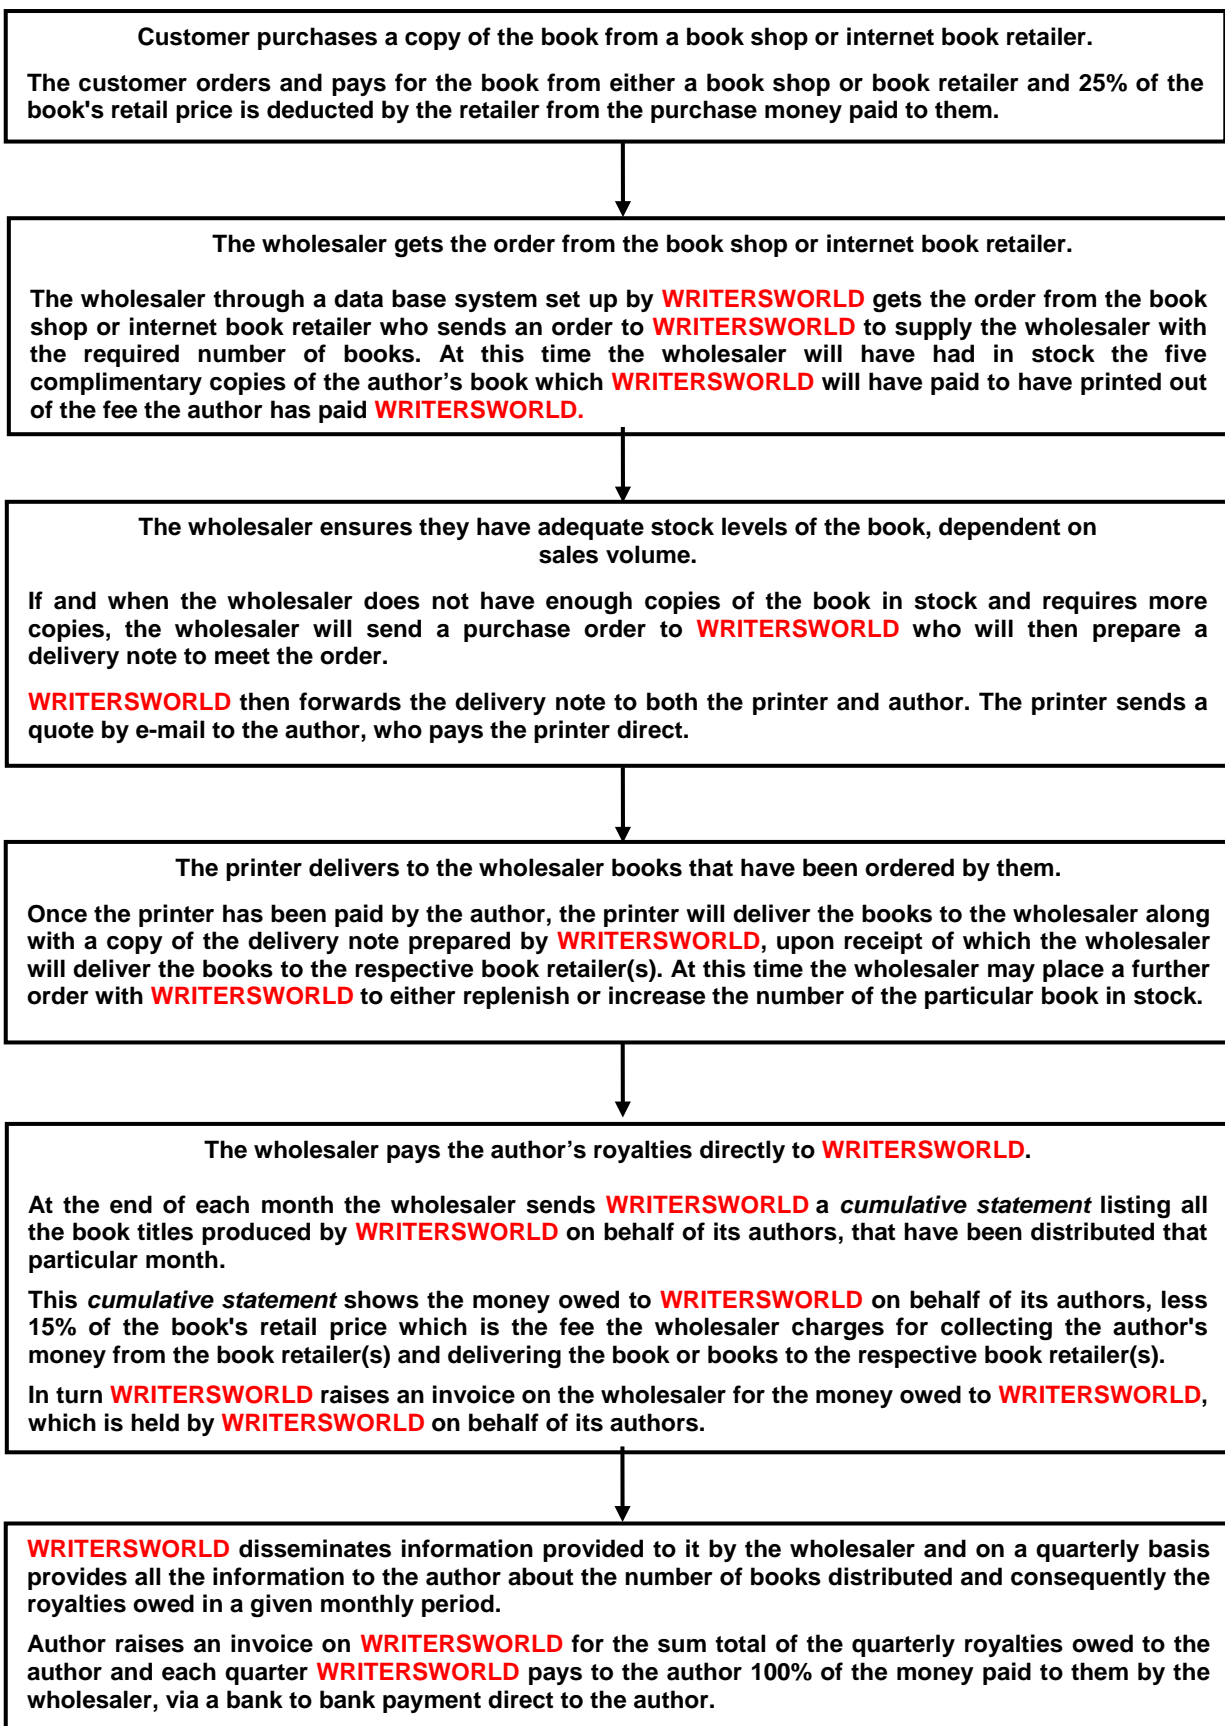 Customer purchases a copy of the book from a book shop or internet book retailer.
The customer orders and pays for the book from either a book shop or book retailer and 25% of the
book's retail price is deducted by the retailer from the purchase money paid to them.
The wholesaler gets the order from the book shop or internet book retailer.
The wholesaler through a data base system set up by WRITERSWORLD gets the order from the book
shop or internet book retailer who sends an order to WRITERSWORLD to supply the wholesaler with
the required number of books. At this time the wholesaler will have had in stock the five
complimentary copies of the author’s book which WRITERSWORLD will have paid to have printed out
of the fee the author has paid WRITERSWORLD.
The wholesaler ensures they have adequate stock levels of the book, dependent on
sales volume.
If and when the wholesaler does not have enough copies of the book in stock and requires more
copies, the wholesaler will send a purchase order to WRITERSWORLD who will then prepare a
delivery note to meet the order.
WRITERSWORLD then forwards the delivery note to both the printer and author. The printer sends a
quote by e-mail to the author, who pays the printer direct.
The printer delivers to the wholesaler books that have been ordered by them.
Once the printer has been paid by the author, the printer will deliver the books to the wholesaler along
with a copy of the delivery note prepared by WRITERSWORLD, upon receipt of which the wholesaler
will deliver the books to the respective book retailer(s). At this time the wholesaler may place a further
order with WRITERSWORLD to either replenish or increase the number of the particular book in stock.
The wholesaler pays the author’s royalties directly to WRITERSWORLD.
At the end of each month the wholesaler sends WRITERSWORLD a cumulative statement listing all
the book titles produced by WRITERSWORLD on behalf of its authors, that have been distributed that
particular month.
This cumulative statement shows the money owed to WRITERSWORLD on behalf of its authors, less
15% of the book's retail price which is the fee the wholesaler charges for collecting the author's
money from the book retailer(s) and delivering the book or books to the respective book retailer(s).
In turn WRITERSWORLD raises an invoice on the wholesaler for the money owed to WRITERSWORLD,
which is held by WRITERSWORLD on behalf of its authors.
WRITERSWORLD disseminates information provided to it by the wholesaler and on a quarterly basis
provides all the information to the author about the number of books distributed and consequently the
royalties owed in a given monthly period.
Author raises an invoice on WRITERSWORLD for the sum total of the quarterly royalties owed to the
author and each quarter WRITERSWORLD pays to the author 100% of the money paid to them by the
wholesaler, via a bank to bank payment direct to the author.